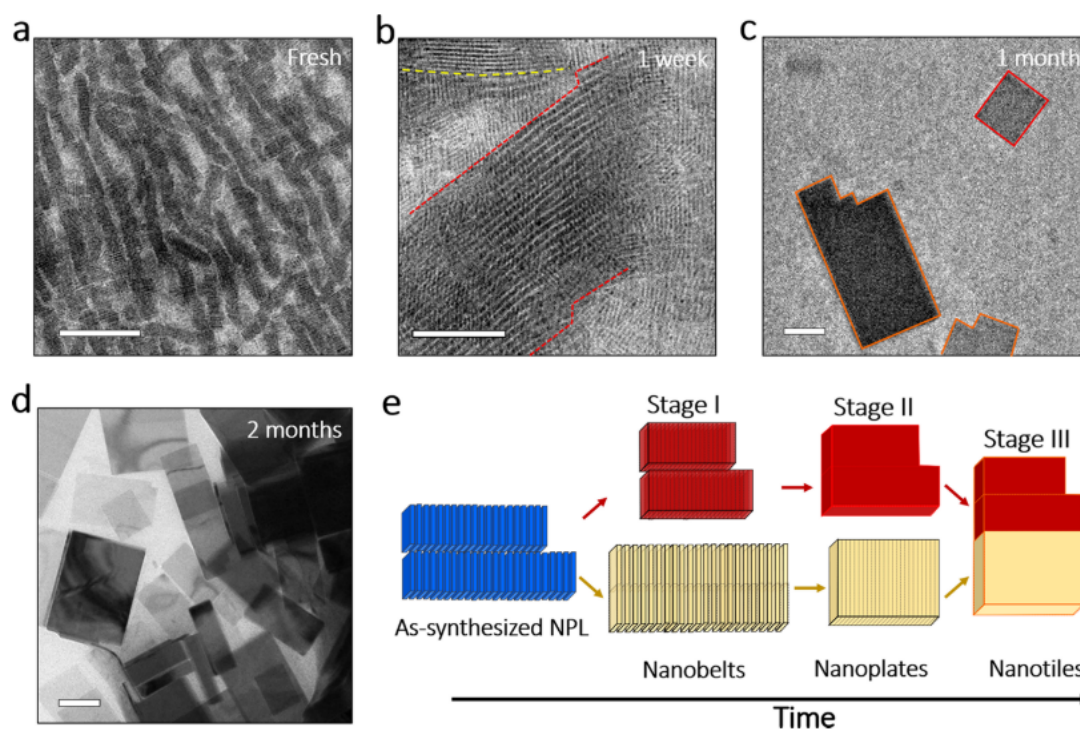 a
Fresh
b
1 week
c
1 month
d
2 months
e
Stage I
Stage II
Stage III
As-synthesized NPL
Nanobelts
Nanoplates
Nanotiles
Time